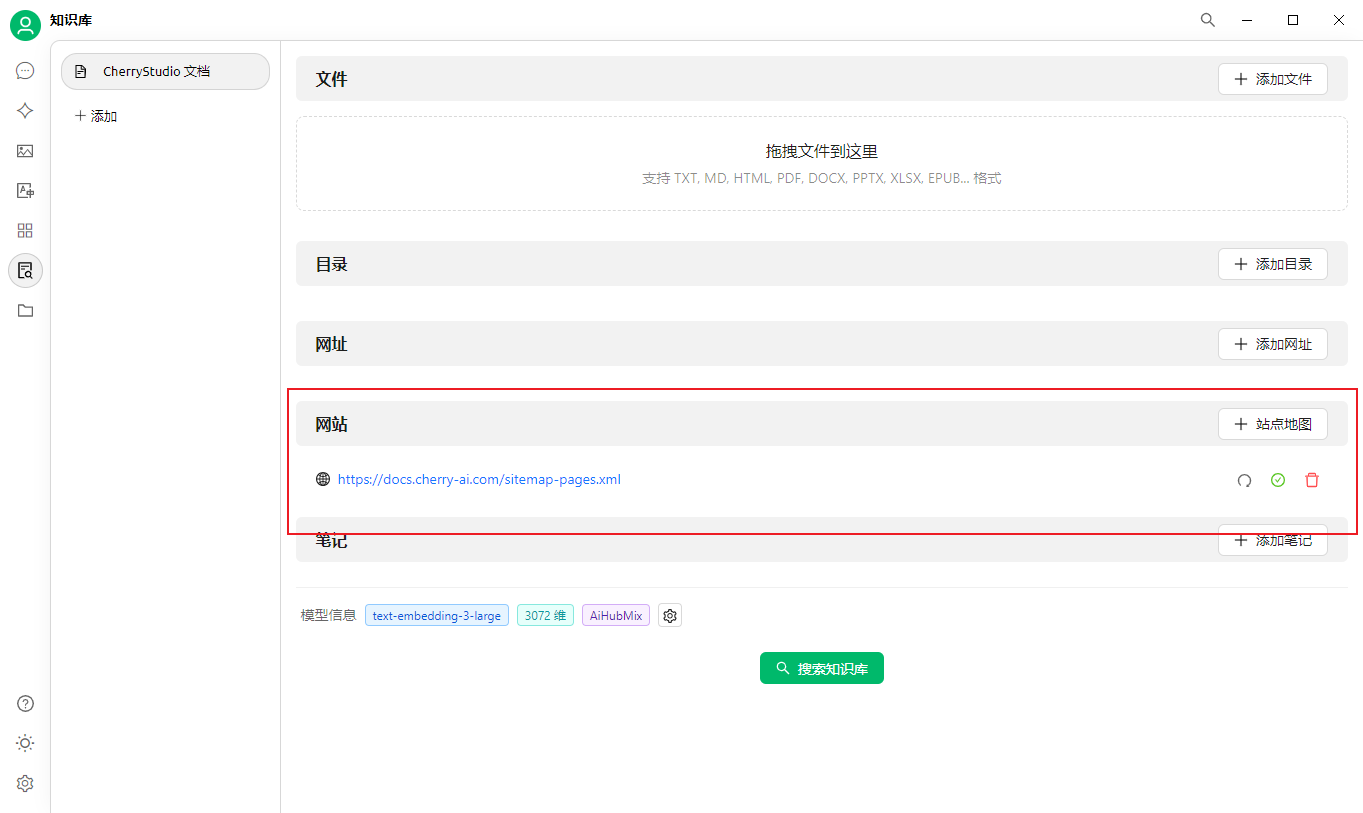 知识库
CherryStudio 文档
添加
文件
添加文件
拖拽文件到这里
支持 TXT, MD, HTML, PDF, DOCX, PPTX, XLSX, EPUB... 格式
目录
添加目录
网址
添加网址
网站
站点地图
https://docs.cherry-ai.com/sitemap-pages.xml
笔记
添加笔记
模型信息 text-embedding-3-large 3072 维 AiHubMix
搜索知识库